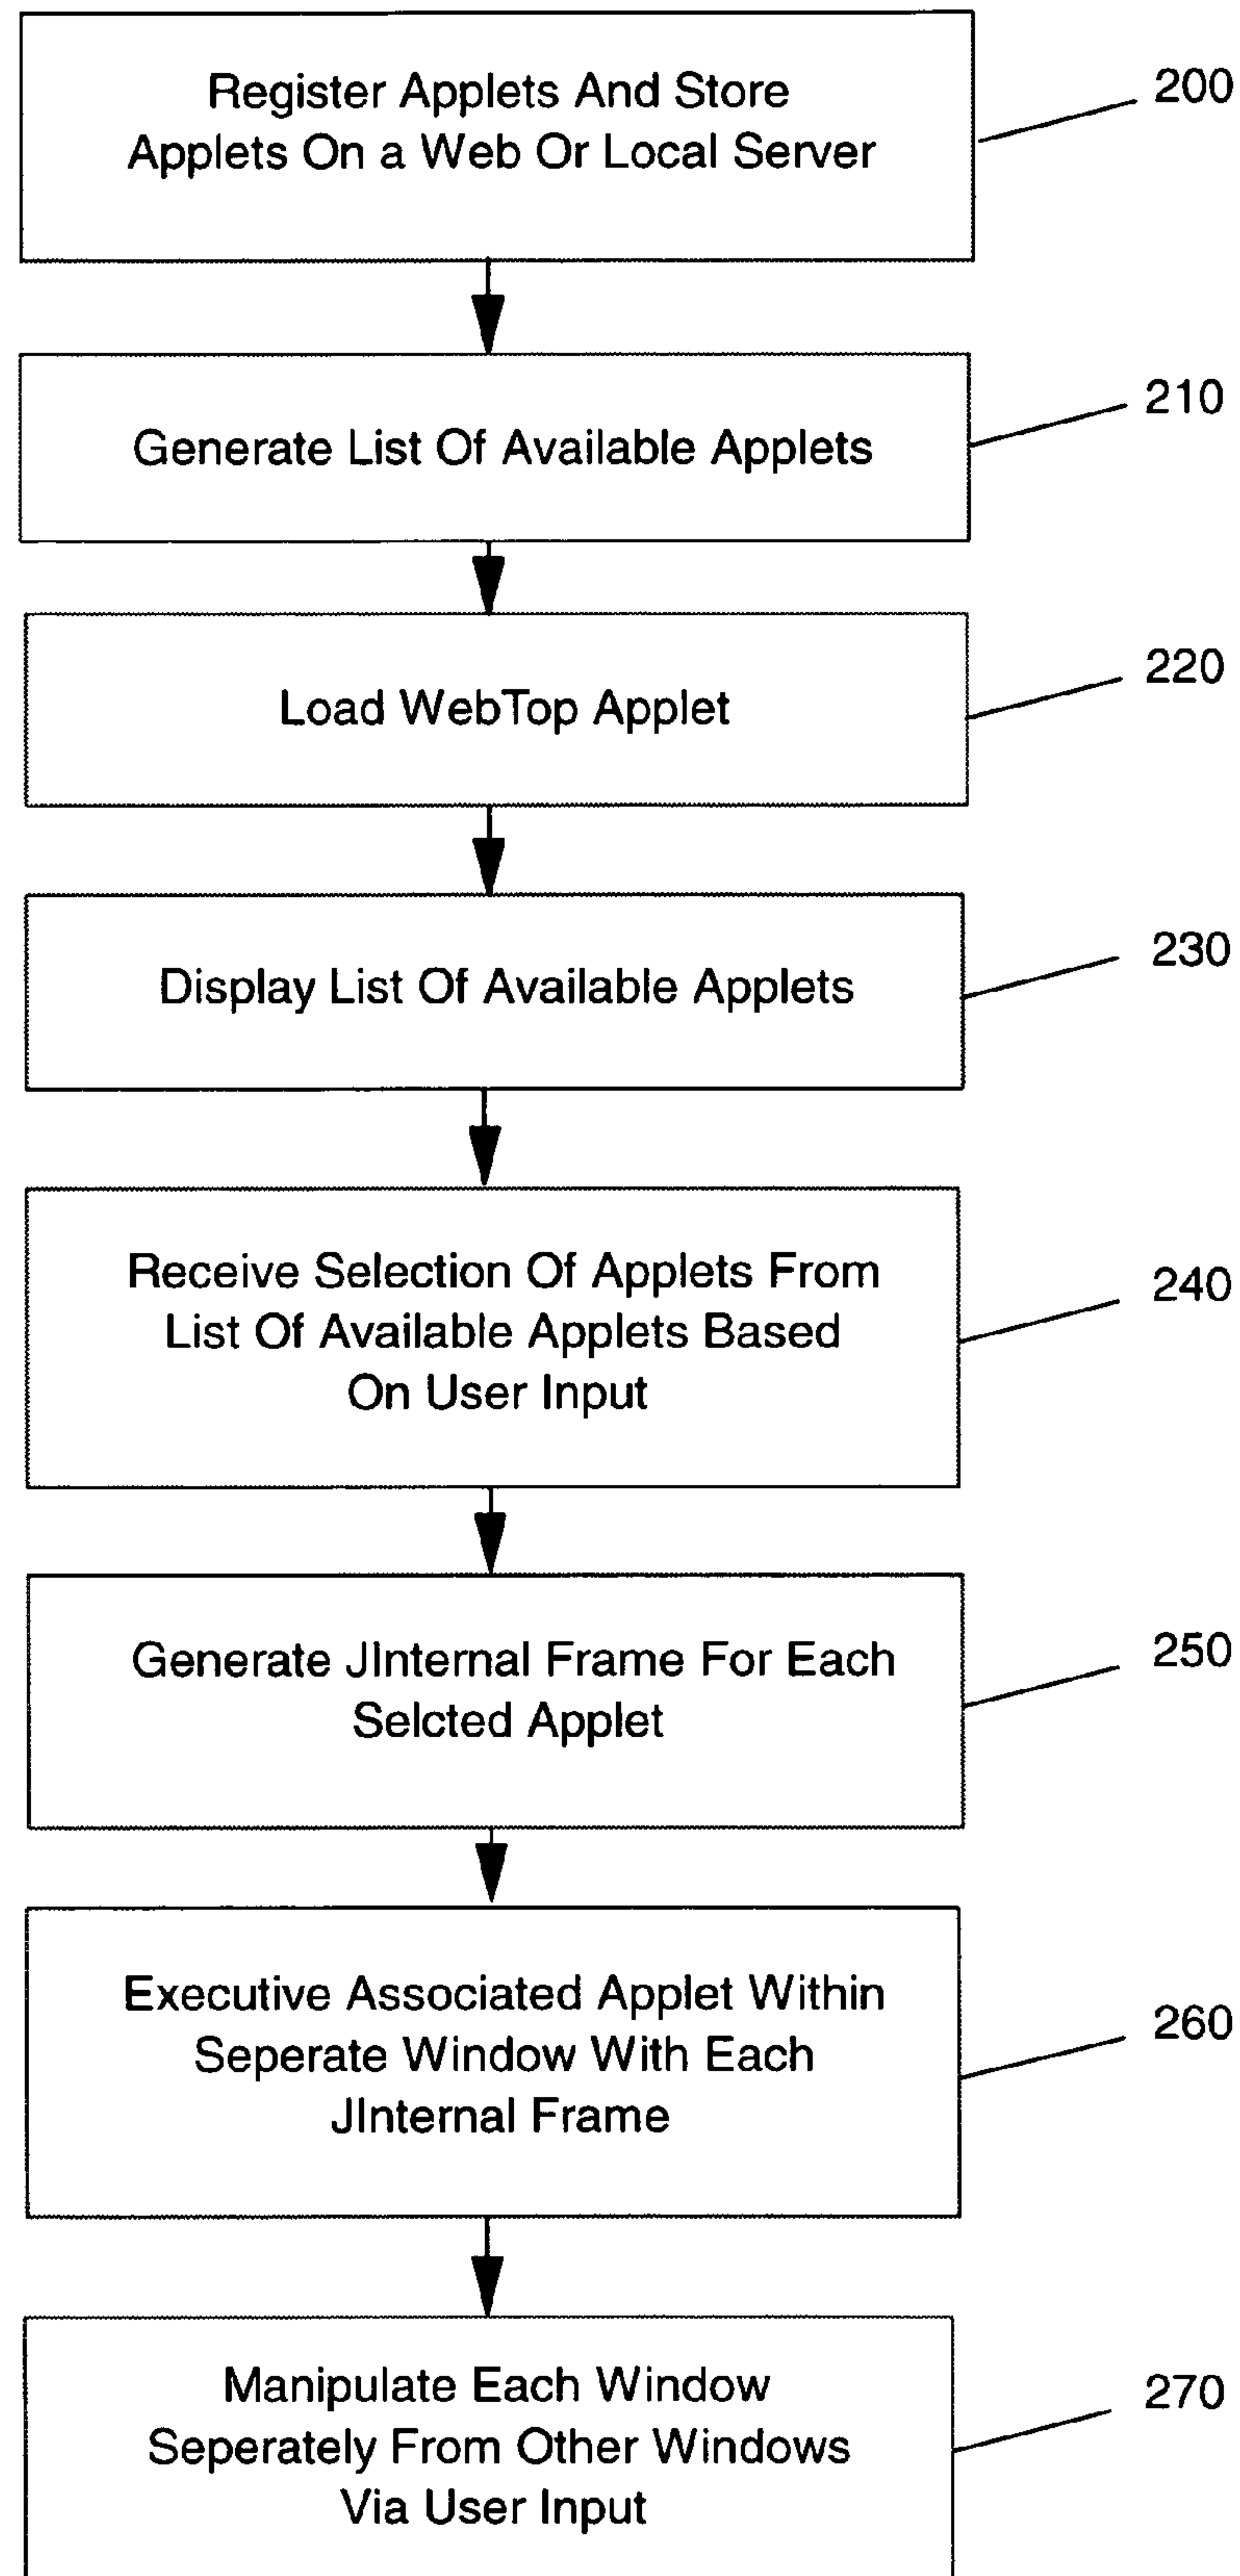 Register Applets And Store
Applets On a Web Or Local Server
200
Generate List Of Available Applets
210
Load WebTop Applet
220
Display List Of Available Applets
230
Receive Selection Of Applets From
List Of Available Applets Based
On User Input
240
Generate JInternal Frame For Each
Selcted Applet
250
Executive Associated Applet Within
Seperate Window With Each
JInternal Frame
260
Manipulate Each Window
Seperately From Other Windows
Via User Input
270